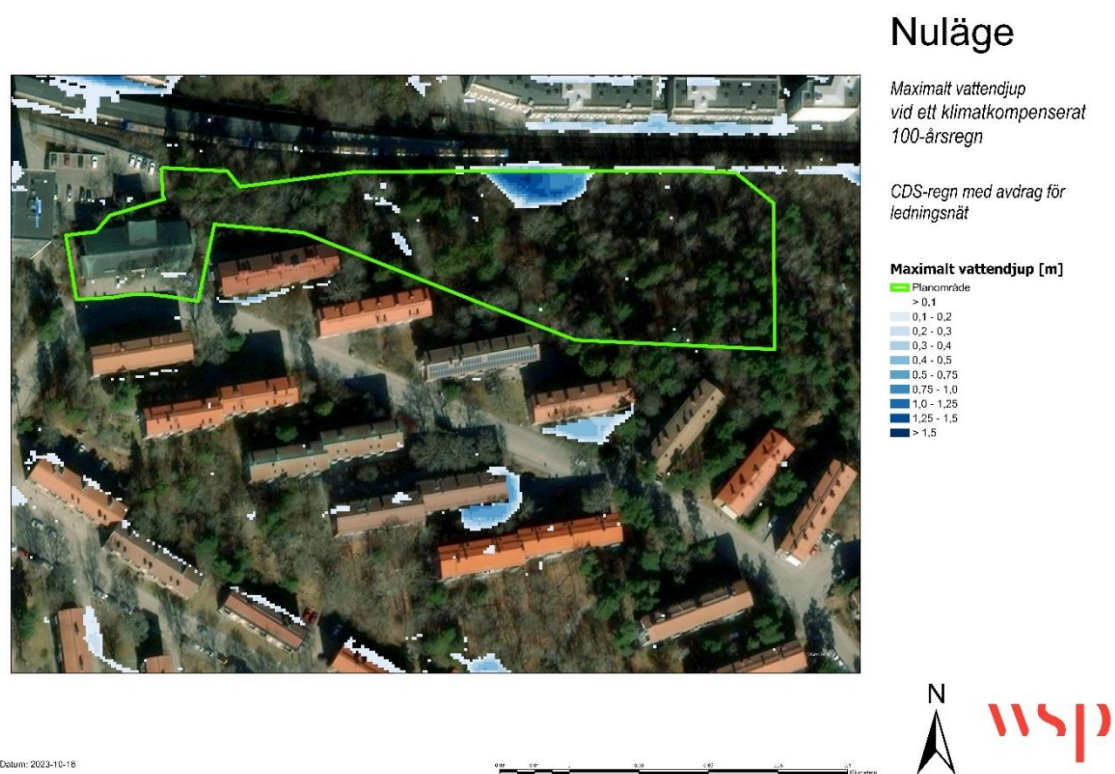 Nuläge
Maximalt vattendjup
vid ett klimatkompenserat
100-årsregn
CDS-regn med avdrag för
ledningsnät
Maximalt vattendjup [m]
Planområde
> 0.1
0,1 - 0,2
0,2 - 0,3
0,3 - 0,4
0,4 - 0,5
0,5 - 0,75
0,75 - 1,0
1,0 - 1,25
1,25 - 1,5
> 1.5
N
wsp
Datum: 2023-10-18
Kilometers